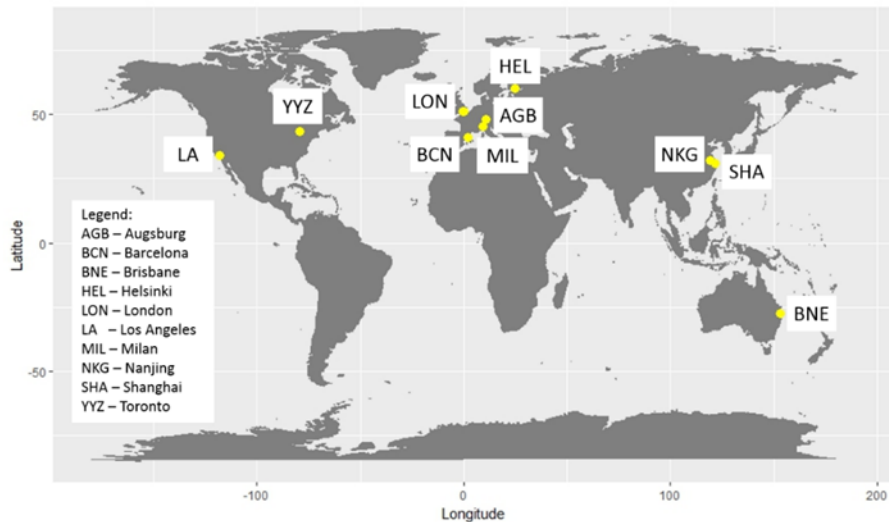 HEL
LON
AGB
YYZ
BCN
MIL
LA
NKG
SHA
BNE
Legend:
AGB – Augsburg
BCN – Barcelona
BNE – Brisbane
HEL – Helsinki
LON – London
LA – Los Angeles
MIL – Milan
NKG – Nanjing
SHA – Shanghai
YYZ – Toronto
Latitude
50
0
-50
-100
0
100
200
Longitude